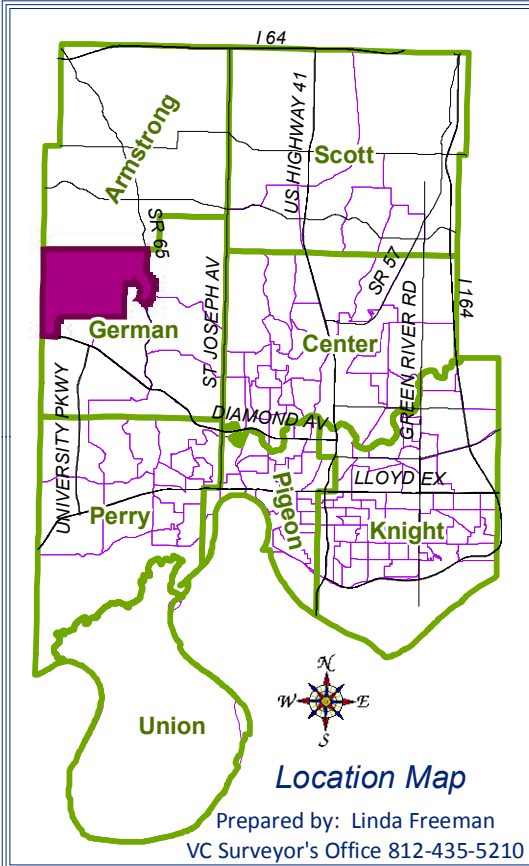 I 64
Armstrong
Scott
US HIGHWAY 41
SR 65
SR 57
I 164
ST JOSEPH AV
GREEN RIVER RD
German
Center
UNIVERSITY PKWY
DIAMOND AV
LLOYD EX
Perry
Pigeon
Knight
Union
N
W
E
S
Location Map
Prepared by: Linda Freeman
VC Surveyor's Office 812-435-5210